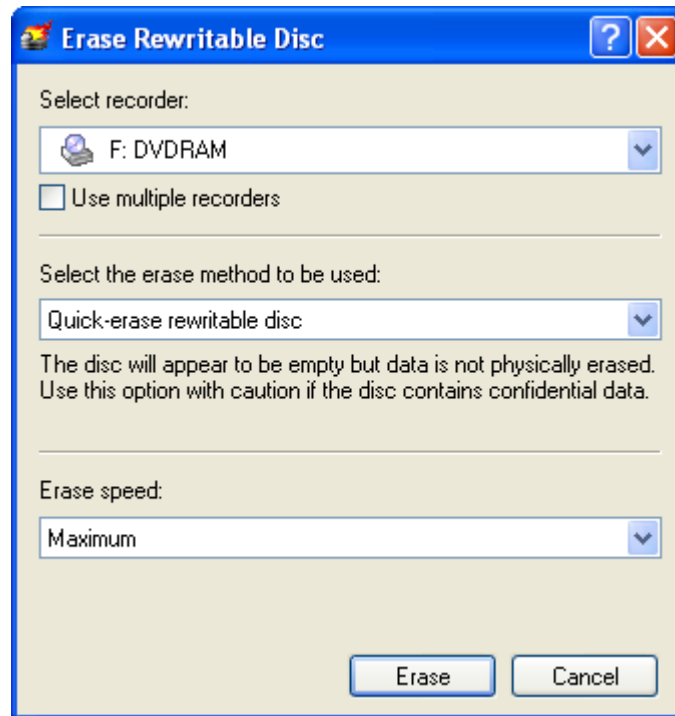 Erase Rewritable Disc
Select recorder:
F: DVDRAM
Use multiple recorders
Select the erase method to be used:
Quick-erase rewritable disc
The disc will appear to be empty but data is not physically erased.
Use this option with caution if the disc contains confidential data.
Erase speed:
Maximum
Erase Cancel